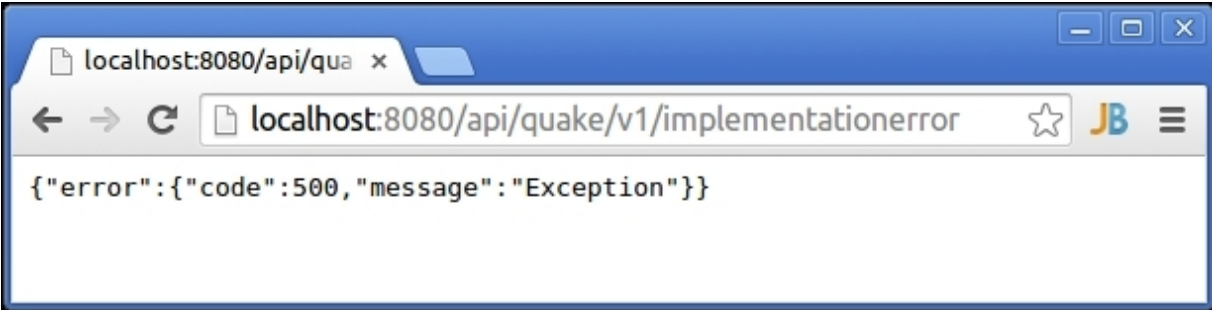 localhost:8080/api/qua
localhost:8080/api/quake/v1/implementationerror
JB
{"error":{"code":500,"message":"Exception"}}